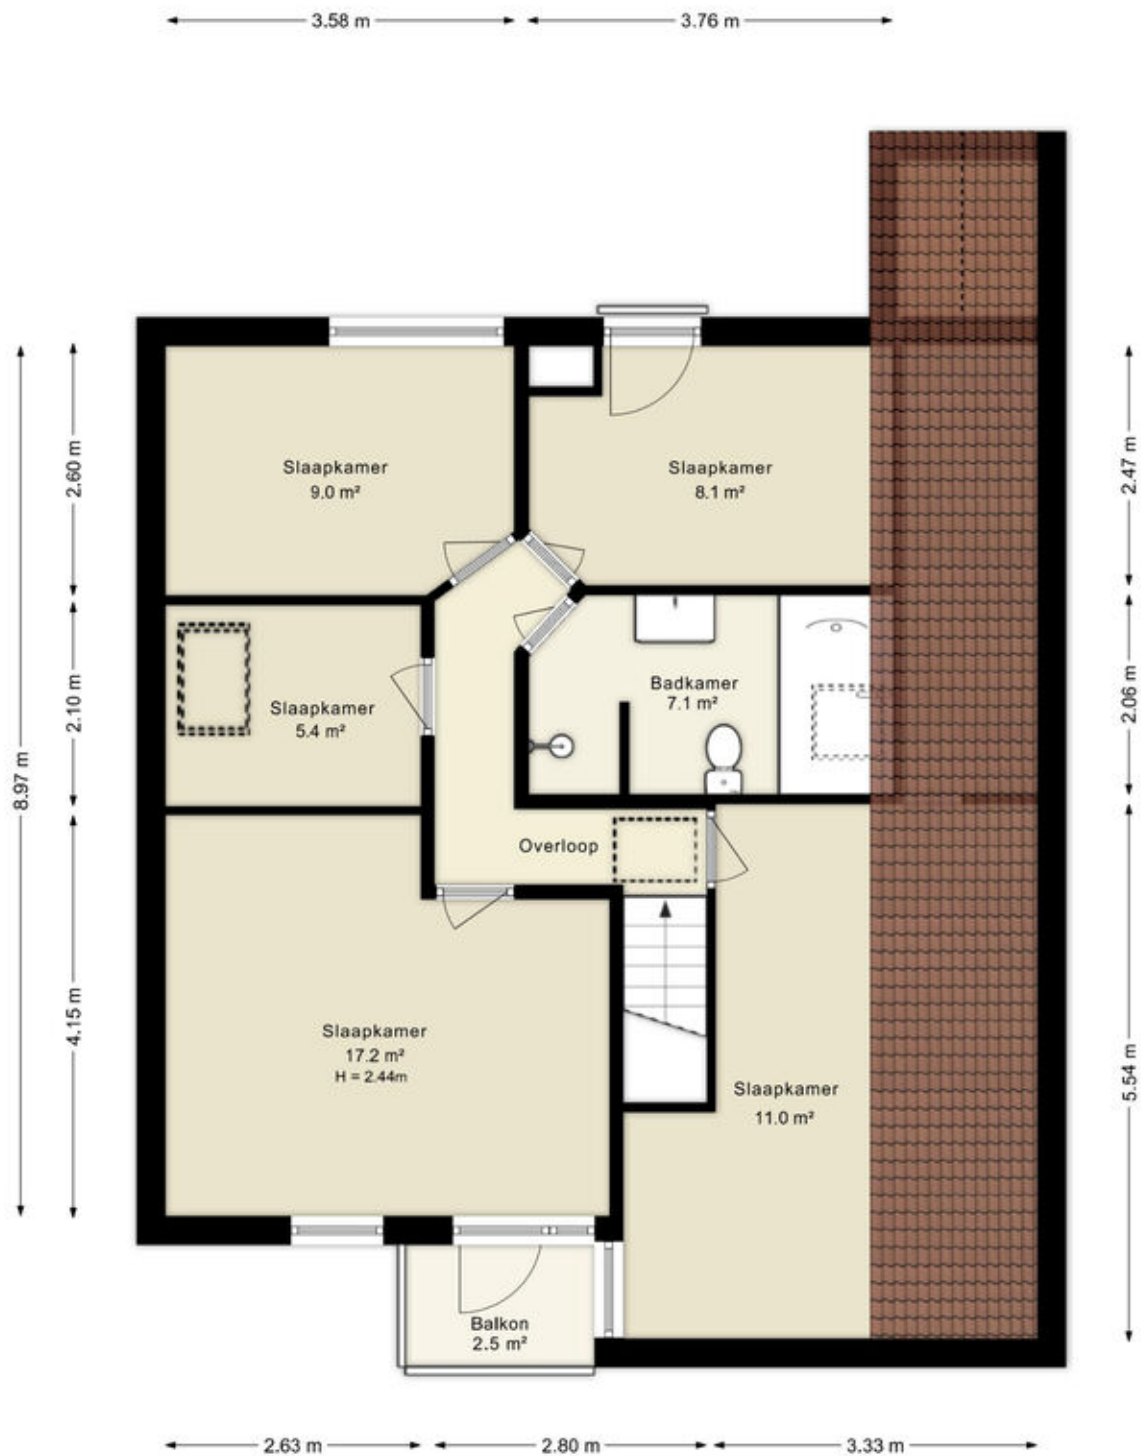 3.58 m
3.76 m
Slaapkamer
9.0 m²
Slaapkamer
8.1 m²
2.60 m
2.47 m
Slaapkamer
5.4 m²
Badkamer
7.1 m²
2.10 m
2.06 m
8.97 m
Overloop
Slaapkamer
17.2 m²
H = 2.44m
4.15 m
Slaapkamer
11.0 m²
5.54 m
Balkon
2.5 m²
2.63 m
2.80 m
3.33 m